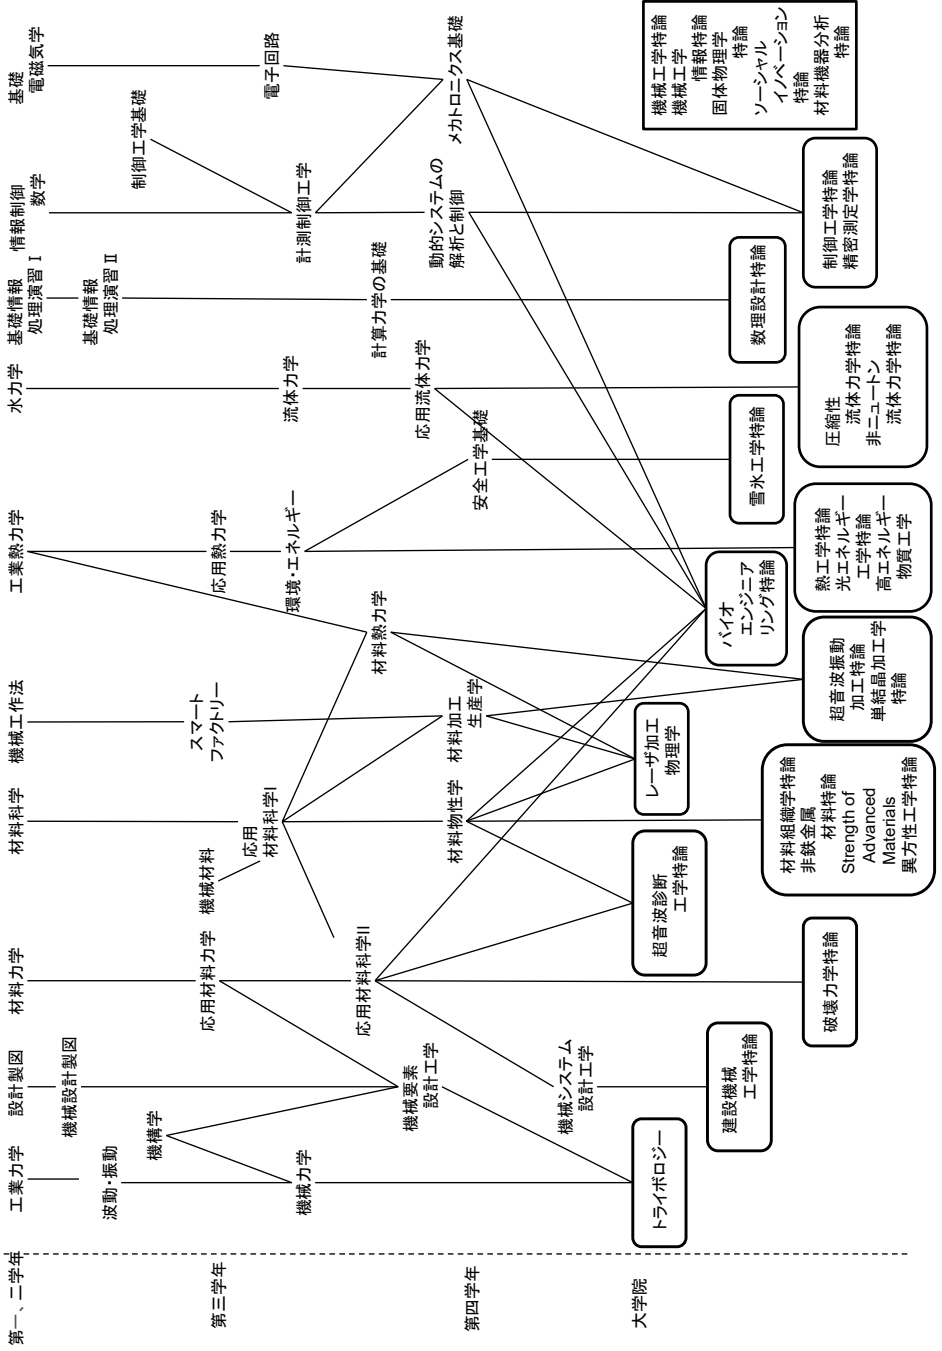 第一、二学年
工業力学
設計製図
材料力学
材料科学
機械工作法
工業熱力学
水力学
基礎情報
処理演習 I
情報制御
数学
基礎
電磁気学
機械設計製図
波動・振動
機構学
基礎情報
処理演習 II
制御工学基礎
第三学年
応用材料力学
機械材料
スマート
ファクトリー
応用熱力学
応用
材料科学I
電子回路
機械力学
環境・エネルギー
流体力学
計測制御工学
応用材料科学II
材料熱力学
計算力学の基礎
機械要素
設計工学
応用流体力学
動的システムの
解析と制御
材料物性学
材料加工
生産学
メカトロニクス基礎
第四学年
安全工学基礎
機械システム
設計工学
大学院
トライボロジー
超音波診断
工学特論
レーザ加工
物理学
機械工学特論
機械工学
情報特論
固体物理学
特論
ソーシャル
イノベーション
特論
材料機器分析
特論
建設機械
工学特論
バイオ
エンジニア
リング特論
雪氷工学特論
数理設計特論
破壊力学特論
材料組織学特論
非鉄金属
材料特論
Strength of
Advanced
Materials
異方性工学特論
超音波振動
加工特論
単結晶加工学
特論
熱工学特論
光エネルギー
工学特論
高エネルギー
物質工学
圧縮性
流体力学特論
非ニュートン
流体力学特論
制御工学特論
精密測定学特論